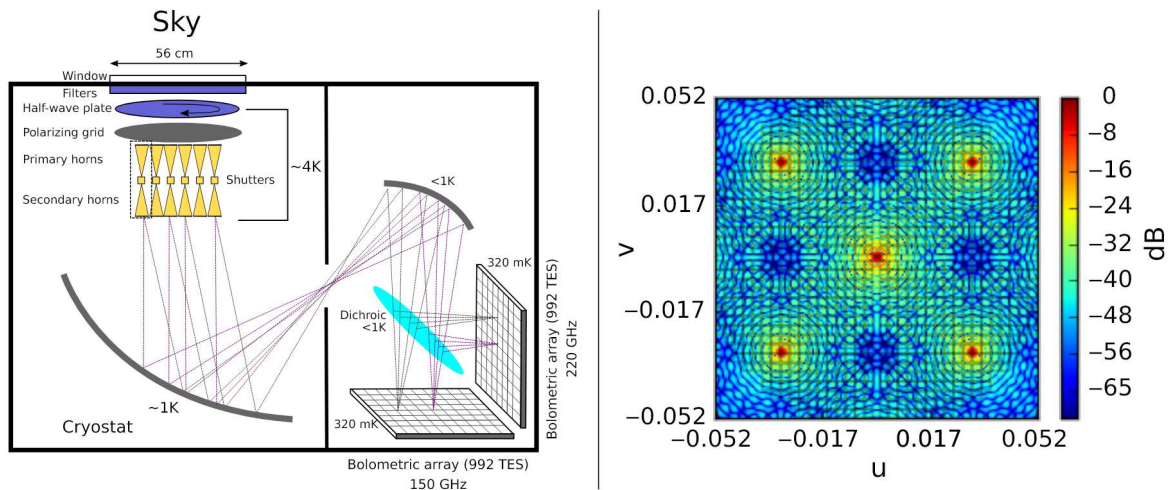 Sky
56 cm
Window
Filters
Half-wave plate
Polarizing grid
Primary horns
Shutters
Secondary horns
~4K
<1K
320 mK
Dichroic
<1K
~1K
320 mK
Cryostat
Bolometric array (992 TES)
220 GHz
Bolometric array (992 TES)
150 GHz
0.052
0.017
−0.017
−0.052
v
−0.052
−0.017
0.017
0.052
u
0
−8
−16
−24
−32
−40
−48
−56
−65
dB